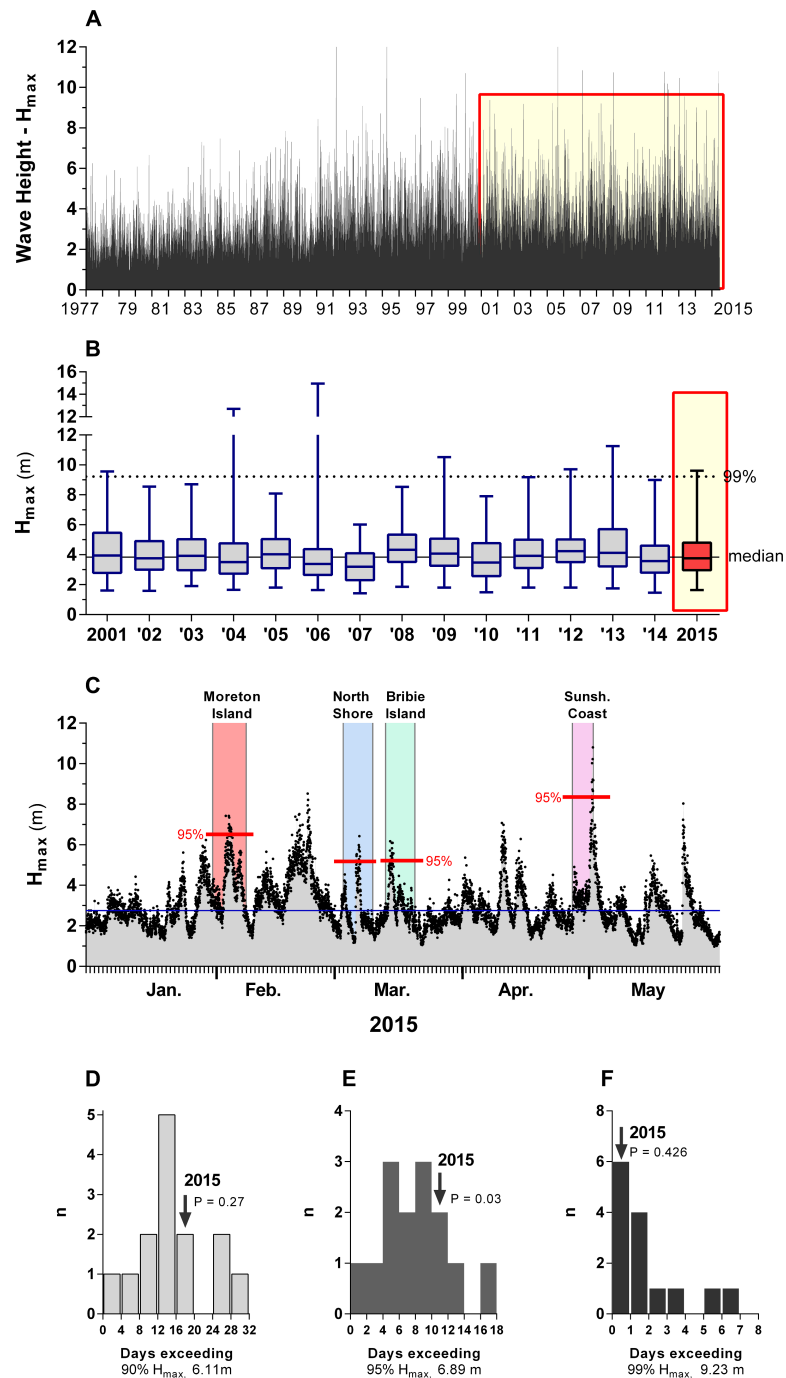 A
Wave Height - Hmax
12
10
8
6
4
2
0
1977 79 81 83 85 87 89 91 93 95 97 99 01 03 05 07 09 11 13 2015
B
Hmax (m)
16
14
12
12
10
8
6
4
2
0
99%
median
2001 '02 '03 '04 '05 '06 '07 '08 '09 '10 '11 '12 '13 '14 2015
C
Moreton Island
North Shore
Bribie Island
Sunsh. Coast
Hmax (m)
12
10
8
6
4
2
0
95%
95%
95%
Jan. Feb. Mar. Apr. May
2015
D
n
5
4
3
2
1
0
2015
P = 0.27
0 4 8 12 16 20 24 28 32
Days exceeding
90% Hmax, 6.11m
E
n
4
3
2
1
0
2015
P = 0.03
0 2 4 6 8 10 12 14 16 18
Days exceeding
95% Hmax, 6.89 m
F
n
8
6
4
2
0
2015
P = 0.426
0 1 2 3 4 5 6 7 8
Days exceeding
99% Hmax, 9.23 m